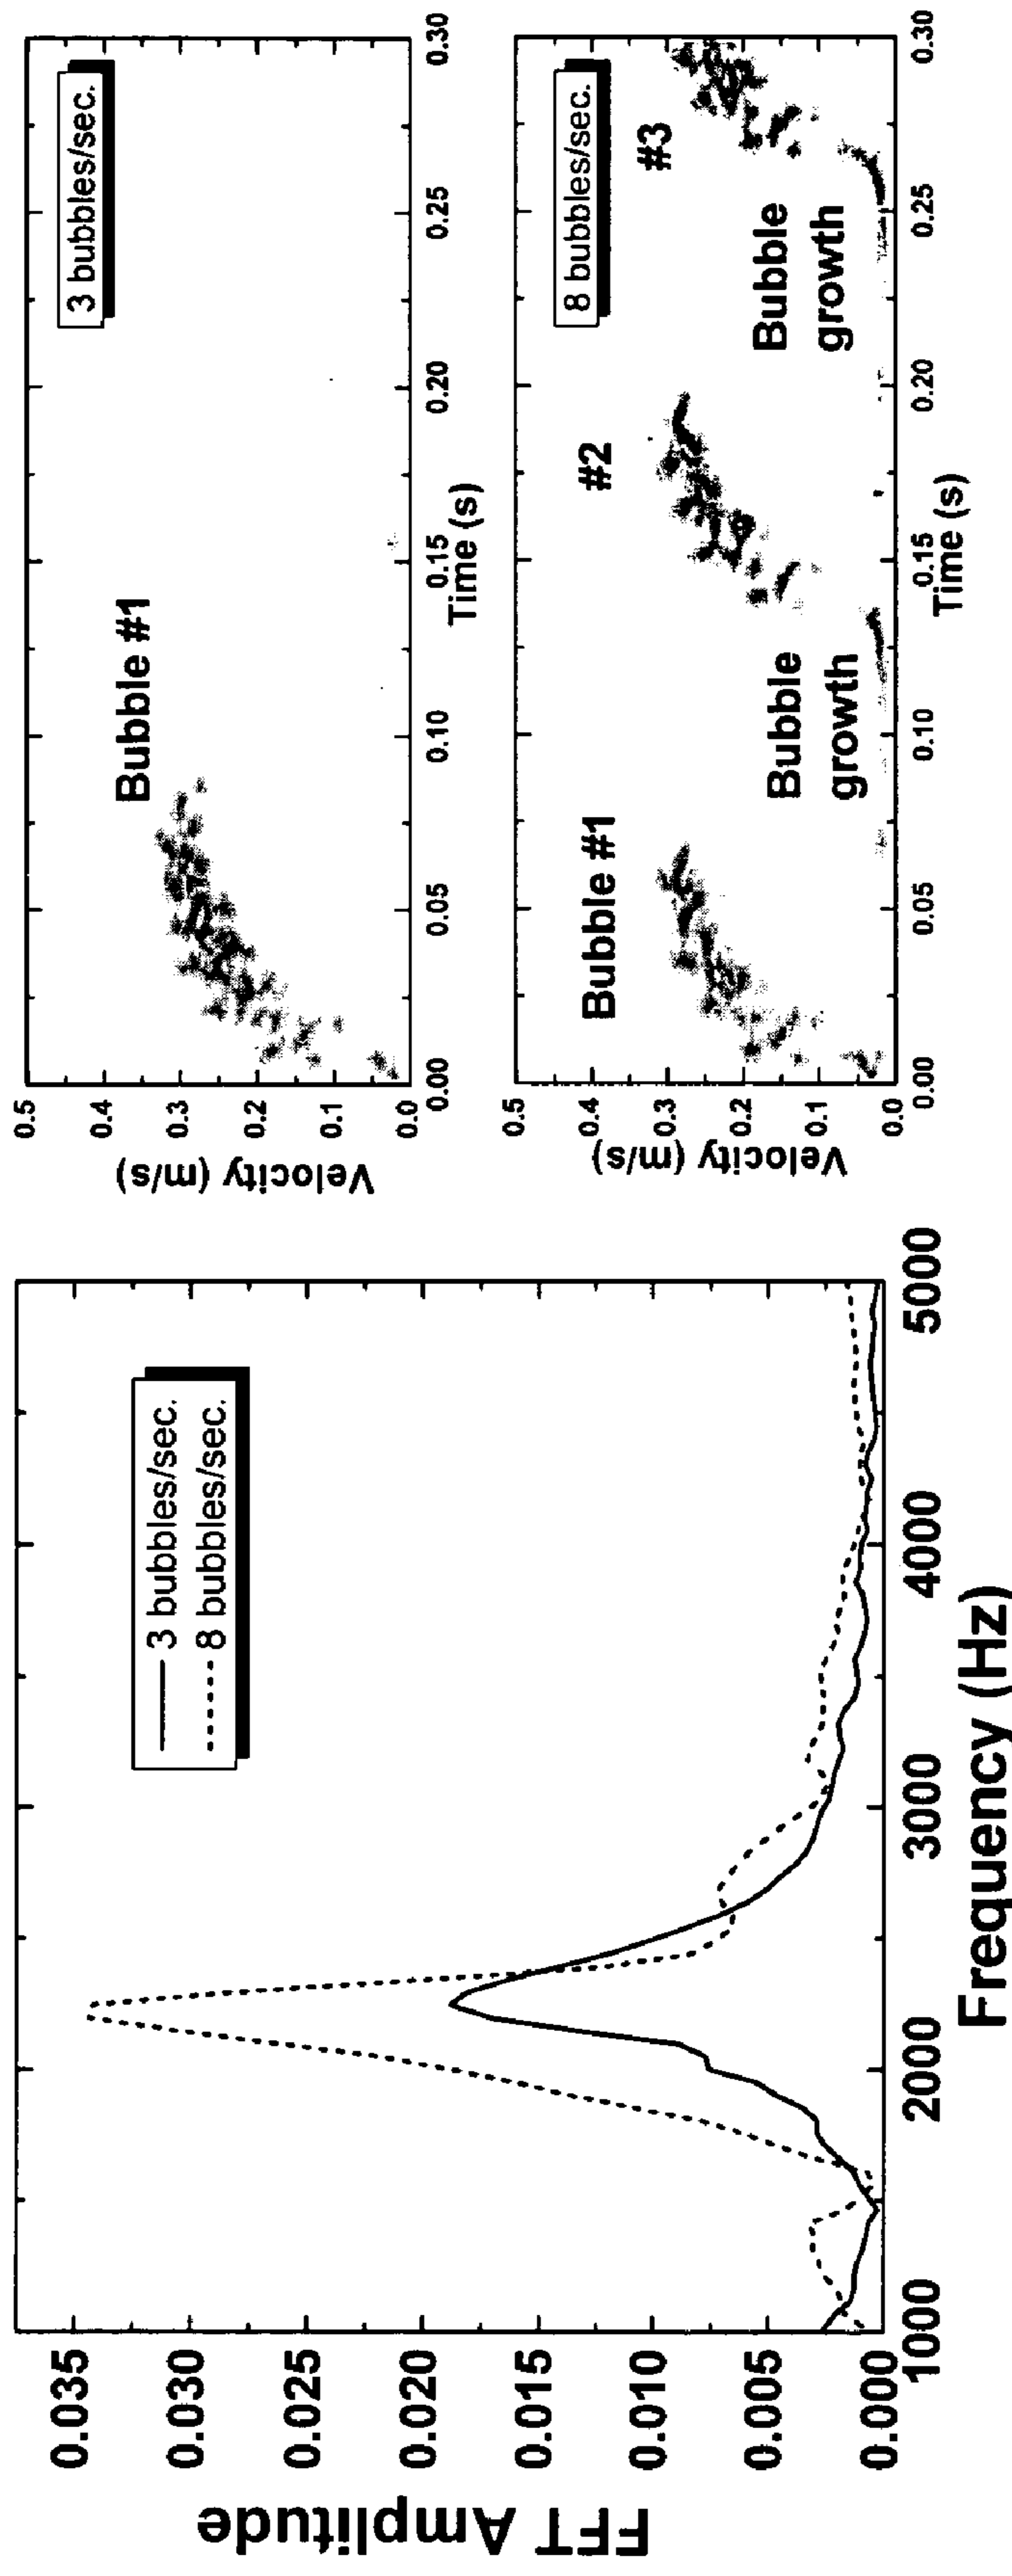 FFT Amplitude
0.035
0.030
0.025
0.020
0.015
0.010
0.005
0.000
1000
2000
3000
4000
5000
Frequency (Hz)
3 bubbles/sec.
8 bubbles/sec.
Velocity (m/s)
0.5
0.4
0.3
0.2
0.1
0.0
0.00
0.05
0.10
0.15
0.20
0.25
0.30
Time (s)
Bubble #1
3 bubbles/sec.
Velocity (m/s)
0.5
0.4
0.3
0.2
0.1
0.0
0.00
0.05
0.10
0.15
0.20
0.25
0.30
Time (s)
Bubble #1
#2
#3
Bubble
growth
Bubble
growth
8 bubbles/sec.